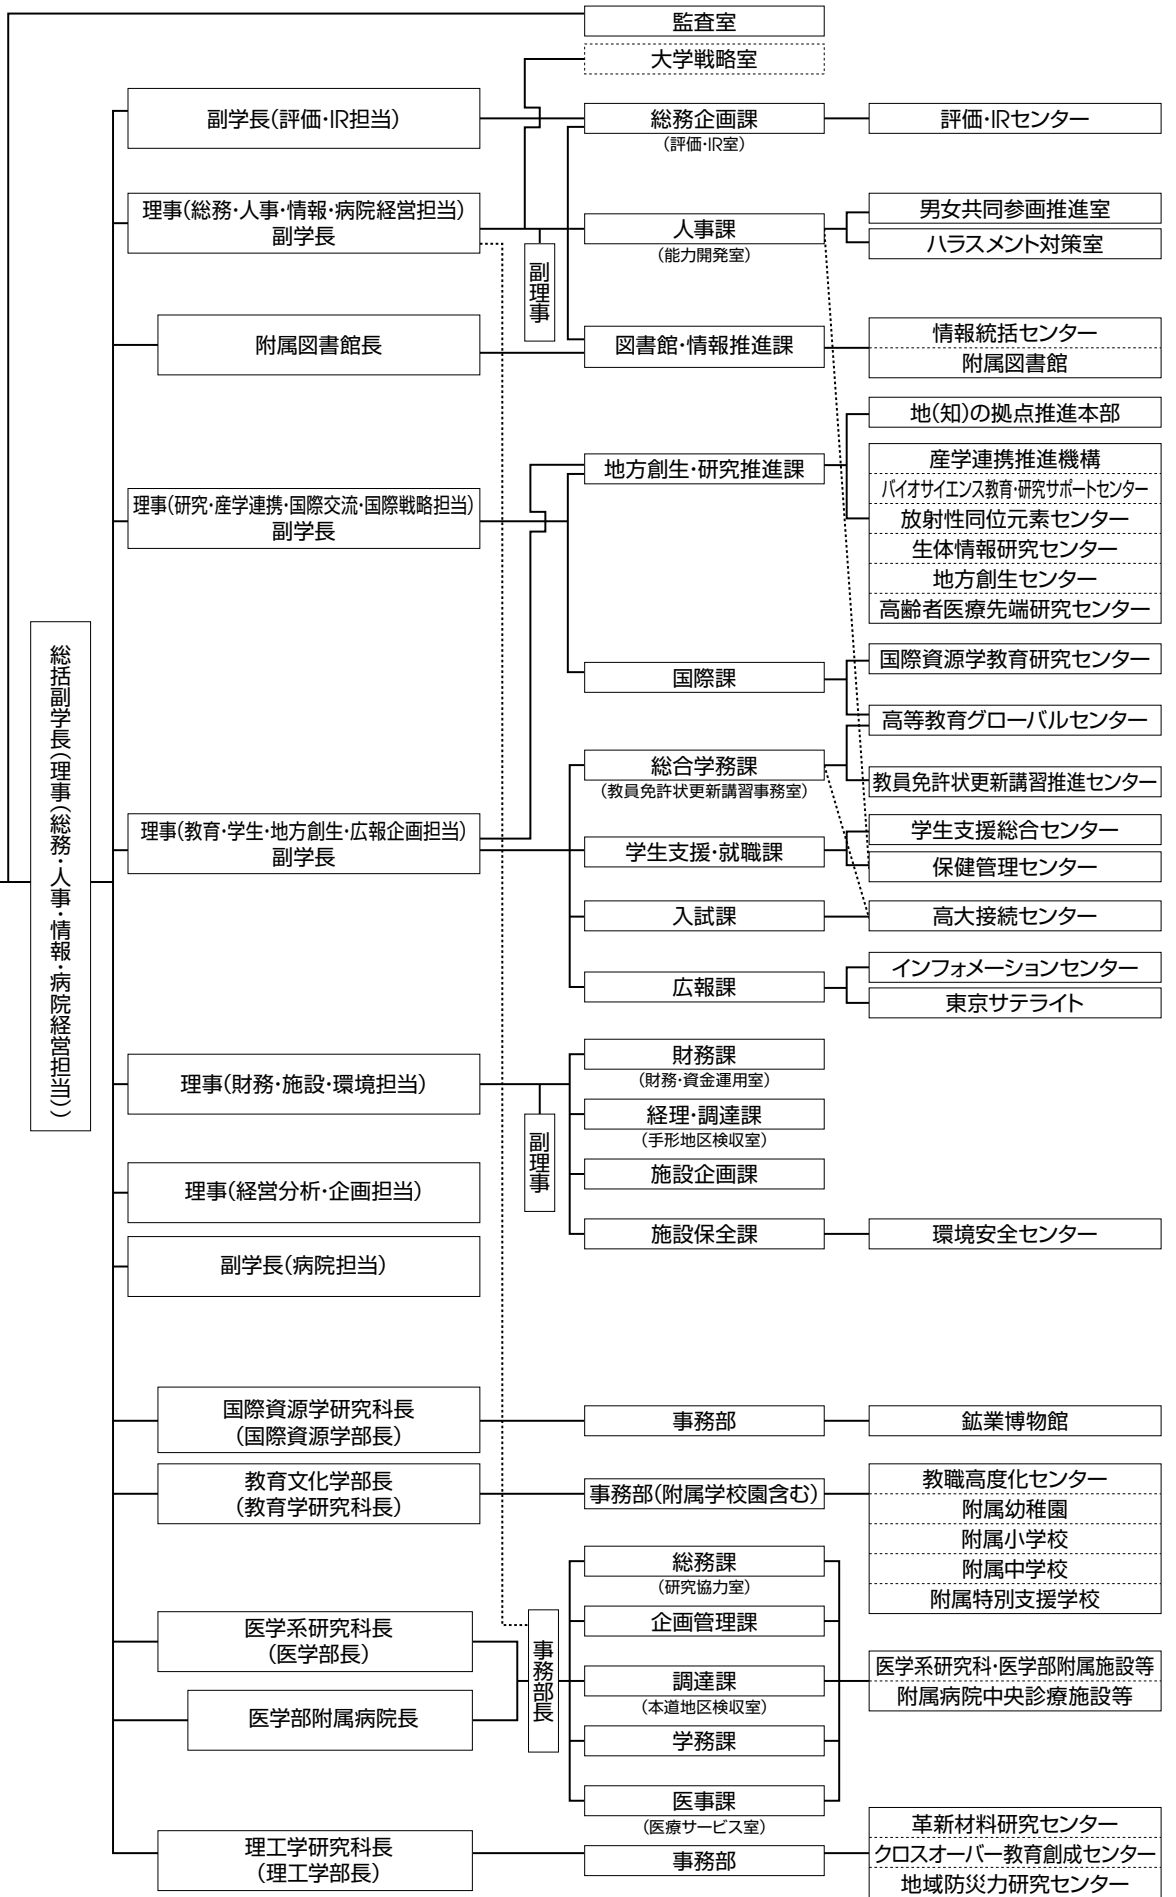 監査室
大学戦略室
副学長(評価・IR担当)
総務企画課
(評価・IR室)
評価・IRセンター
理事(総務・人事・情報・病院経営担当)
副学長
副理事
人事課
(能力開発室)
男女共同参画推進室
ハラスメント対策室
附属図書館長
図書館・情報推進課
情報統括センター
附属図書館
理事(研究・産学連携・国際交流・国際戦略担当)
副学長
地方創生・研究推進課
地(知)の拠点推進本部
産学連携推進機構
バイオサイエンス教育・研究サポートセンター
放射性同位元素センター
生体情報研究センター
地方創生センター
高齢者医療先端研究センター
国際課
国際資源学教育研究センター
高等教育グローバルセンター
総括副学長(理事(総務・人事・情報・病院経営担当))
理事(教育・学生・地方創生・広報企画担当)
副学長
総合学務課
(教員免許状更新講習事務室)
教員免許状更新講習推進センター
学生支援・就職課
学生支援総合センター
保健管理センター
入試課
高大接続センター
広報課
インフォメーションセンター
東京サテライト
理事(財務・施設・環境担当)
副理事
財務課
(財務・資金運用室)
経理・調達課
(手形地区検収室)
施設企画課
施設保全課
環境安全センター
理事(経営分析・企画担当)
副学長(病院担当)
国際資源学研究科長
(国際資源学部長)
事務部
鉱業博物館
教育文化学部長
(教育学研究科長)
事務部(附属学校園含む)
教職高度化センター
附属幼稚園
附属小学校
附属中学校
附属特別支援学校
医学系研究科長
(医学部長)
医学部附属病院長
事務部長
総務課
(研究協力室)
企画管理課
調達課
(本道地区検収室)
学務課
医事課
(医療サービス室)
医学系研究科・医学部附属施設等
附属病院中央診療施設等
理工学研究科長
(理工学部長)
事務部
革新材料研究センター
クロスオーバー教育創成センター
地域防災力研究センター